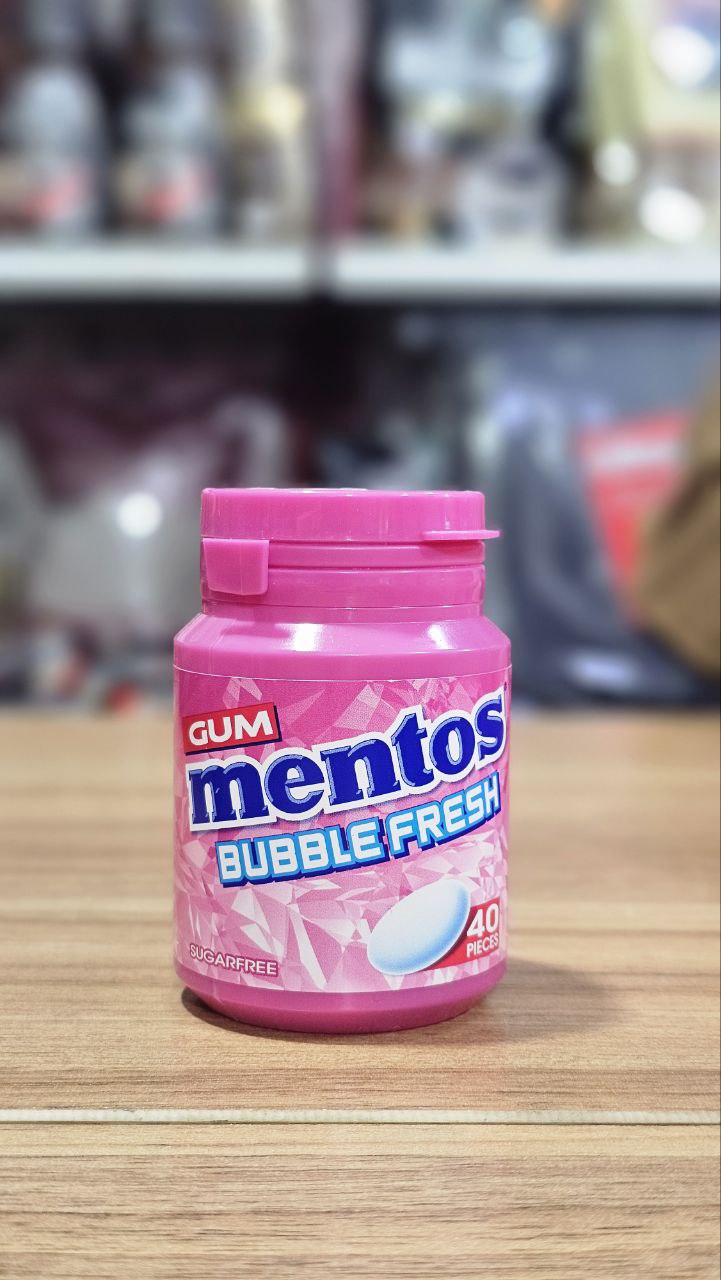 GUM
mentos
BUBBLE FRESH
40
PIECES
SUGARFREE